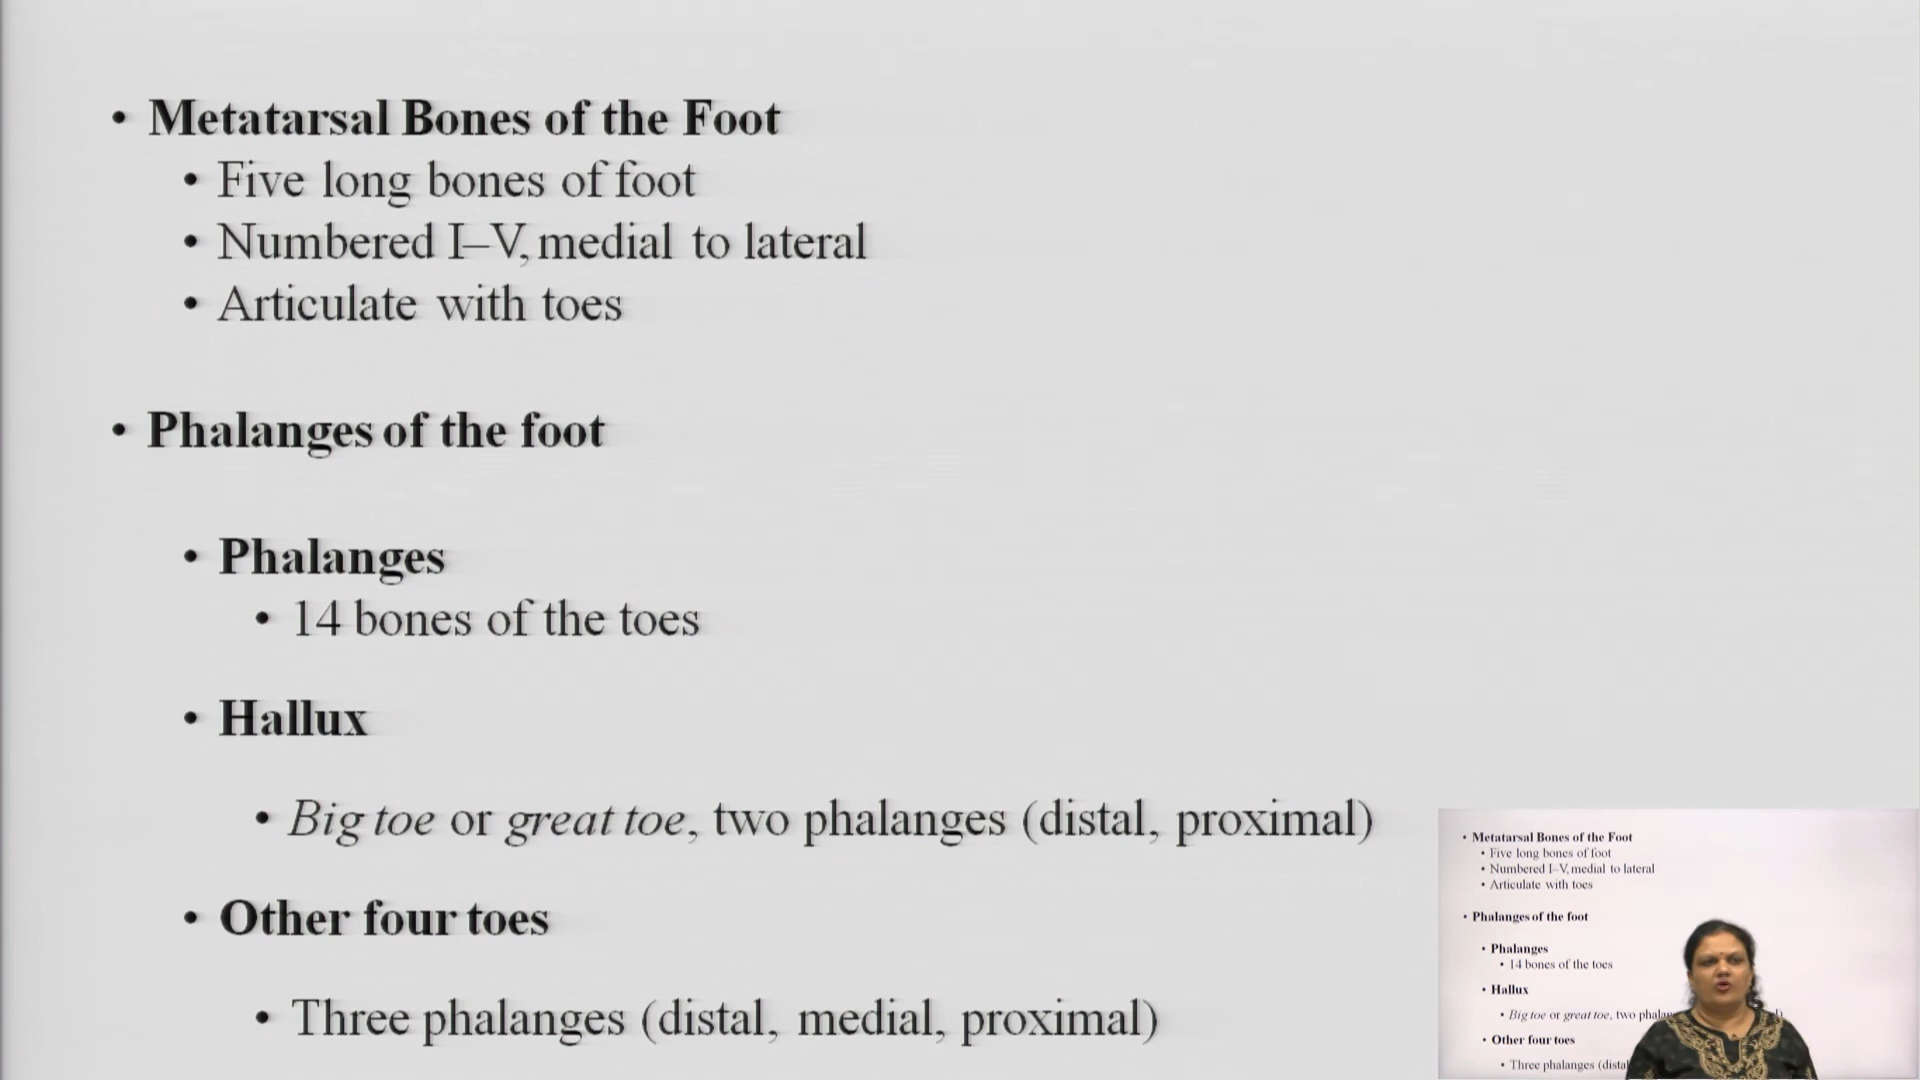 • Metatarsal Bones of the Foot
• Five long bones of foot
• Numbered I–V, medial to lateral
• Articulate with toes
• Phalanges of the foot
• Phalanges
• 14 bones of the toes
• Hallux
• Big toe or great toe, two phalanges (distal, proximal)
• Other four toes
• Three phalanges (distal, medial, proximal)
• Metatarsal Bones of the Foot
• Five long bones of foot
• Numbered I–V, medial to lateral
• Articulate with toes
• Phalanges of the foot
• Phalanges
• 14 bones of the toes
• Hallux
• Big toe or great toe, two
• Other four toes
• Three phalanges